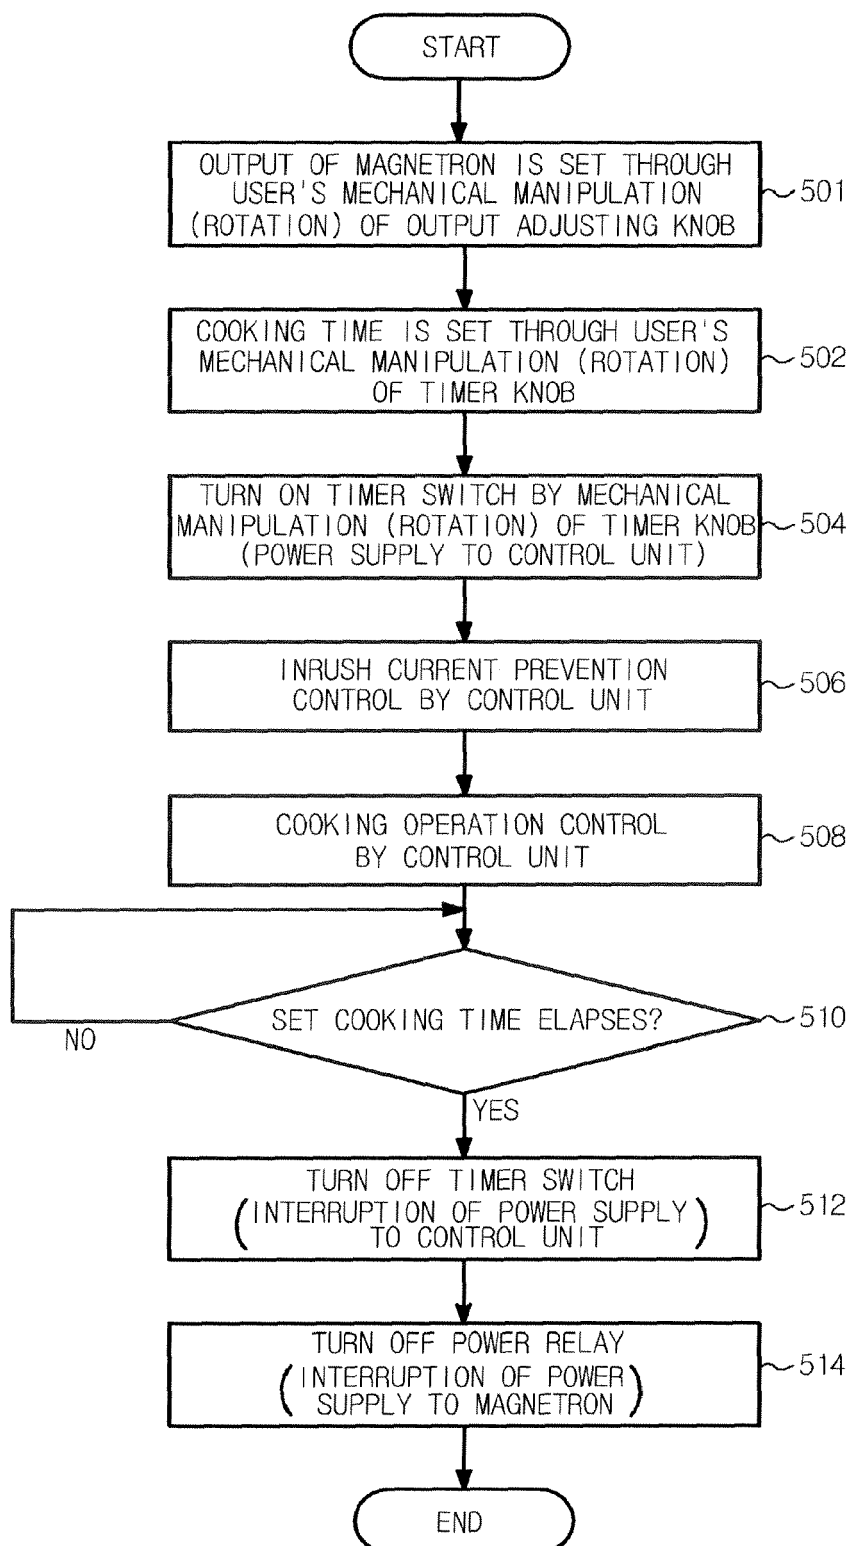 START
OUTPUT OF MAGNETRON IS SET THROUGH
USER'S MECHANICAL MANIPULATION
(ROTATION) OF OUTPUT ADJUSTING KNOB
501
COOKING TIME IS SET THROUGH USER'S
MECHANICAL MANIPULATION (ROTATION)
OF TIMER KNOB
502
TURN ON TIMER SWITCH BY MECHANICAL
MANIPULATION (ROTATION) OF TIMER KNOB
(POWER SUPPLY TO CONTROL UNIT)
504
INRUSH CURRENT PREVENTION
CONTROL BY CONTROL UNIT
506
COOKING OPERATION CONTROL
BY CONTROL UNIT
508
SET COOKING TIME ELAPSES?
510
NO
YES
TURN OFF TIMER SWITCH
(INTERRUPTION OF POWER SUPPLY
TO CONTROL UNIT)
512
TURN OFF POWER RELAY
(INTERRUPTION OF POWER
SUPPLY TO MAGNETRON)
514
END